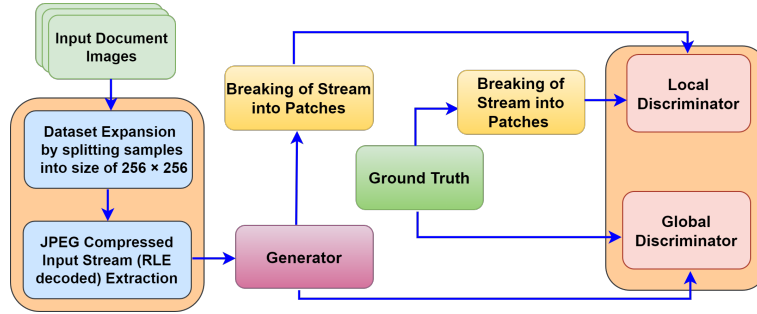 Input Document
Images
Dataset Expansion
by splitting samples
into size of 256 × 256
JPEG Compressed
Input Stream (RLE
decoded) Extraction
Breaking of Stream
into Patches
Generator
Breaking of
Stream into
Patches
Ground Truth
Local
Discriminator
Global
Discriminator